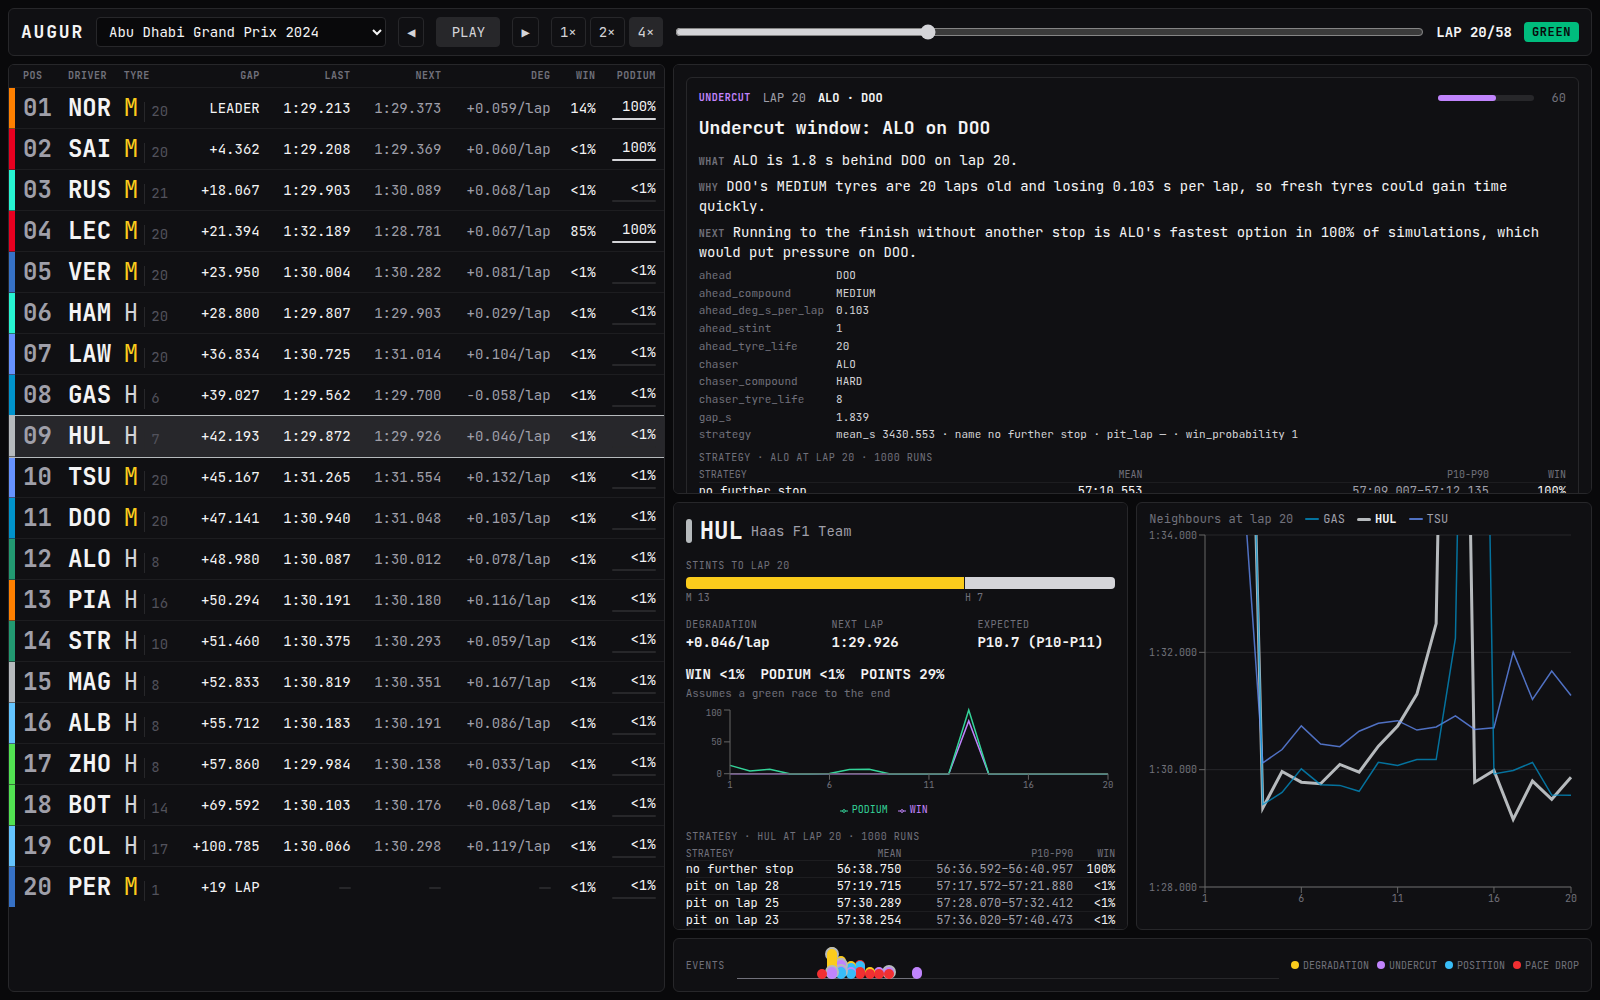 AUGUR Abu Dhabi Grand Prix 2024 ◀ PLAY ▶ 1× 2× 4× LAP 20/58 GREEN
POS DRIVER TYRE GAP LAST NEXT DEG WIN PODIUM
01 NOR M 20 LEADER 1:29.213 1:29.373 +0.059/lap 14% 100%
02 SAI M 20 +4.362 1:29.208 1:29.369 +0.060/lap <1% 100%
03 RUS M 21 +18.067 1:29.903 1:30.089 +0.068/lap <1% <1%
04 LEC M 20 +21.394 1:32.189 1:28.781 +0.067/lap 85% 100%
05 VER M 20 +23.950 1:30.004 1:30.282 +0.081/lap <1% <1%
06 HAM H 20 +28.800 1:29.807 1:29.903 +0.029/lap <1% <1%
07 LAW M 20 +36.834 1:30.725 1:31.014 +0.104/lap <1% <1%
08 GAS H 6 +39.027 1:29.562 1:29.700 -0.058/lap <1% <1%
09 HUL H 7 +42.193 1:29.872 1:29.926 +0.046/lap <1% <1%
10 TSU M 20 +45.167 1:31.265 1:31.554 +0.132/lap <1% <1%
11 DOO M 20 +47.141 1:30.940 1:31.048 +0.103/lap <1% <1%
12 ALO H 8 +48.980 1:30.087 1:30.012 +0.078/lap <1% <1%
13 PIA H 16 +50.294 1:30.191 1:30.180 +0.116/lap <1% <1%
14 STR H 10 +51.460 1:30.375 1:30.293 +0.059/lap <1% <1%
15 MAG H 8 +52.833 1:30.819 1:30.351 +0.167/lap <1% <1%
16 ALB H 8 +55.712 1:30.183 1:30.191 +0.086/lap <1% <1%
17 ZHO H 8 +57.860 1:29.984 1:30.138 +0.033/lap <1% <1%
18 BOT H 14 +69.592 1:30.103 1:30.176 +0.068/lap <1% <1%
19 COL H 17 +100.785 1:30.066 1:30.298 +0.119/lap <1% <1%
20 PER M 1 +19 LAP — — — <1% <1%
UNDERCUT LAP 20 ALO · DOO 60
Undercut window: ALO on DOO
WHAT ALO is 1.8 s behind DOO on lap 20.
WHY DOO's MEDIUM tyres are 20 laps old and losing 0.103 s per lap, so fresh tyres could gain time
quickly.
NEXT Running to the finish without another stop is ALO's fastest option in 100% of simulations, which
would put pressure on DOO.
ahead DOO
ahead_compound MEDIUM
ahead_deg_s_per_lap 0.103
ahead_stint 1
ahead_tyre_life 20
chaser ALO
chaser_compound HARD
chaser_tyre_life 8
gap_s 1.839
strategy mean_s 3430.553 · name no further stop · pit_lap — · win_probability 1
STRATEGY · ALO AT LAP 20 · 1000 RUNS
STRATEGY MEAN P10-P90 WIN
no further stop 57:10.553 57:09.007–57:12.135 100%
HUL Haas F1 Team
STINTS TO LAP 20
M 13 H 7
DEGRADATION NEXT LAP EXPECTED
+0.046/lap 1:29.926 P10.7 (P10-P11)
WIN <1% PODIUM <1% POINTS 29%
Assumes a green race to the end
100
50
0
1 6 11 16 20
PODIUM WIN
STRATEGY · HUL AT LAP 20 · 1000 RUNS
STRATEGY MEAN P10-P90 WIN
no further stop 56:38.750 56:36.592–56:40.957 100%
pit on lap 28 57:19.715 57:17.572–57:21.880 <1%
pit on lap 25 57:30.289 57:28.070–57:32.412 <1%
pit on lap 23 57:38.254 57:36.020–57:40.473 <1%
Neighbours at lap 20 GAS HUL TSU
1:34.000
1:32.000
1:30.000
1:28.000
1 6 11 16 20
EVENTS DEGRADATION UNDERCUT POSITION PACE DROP